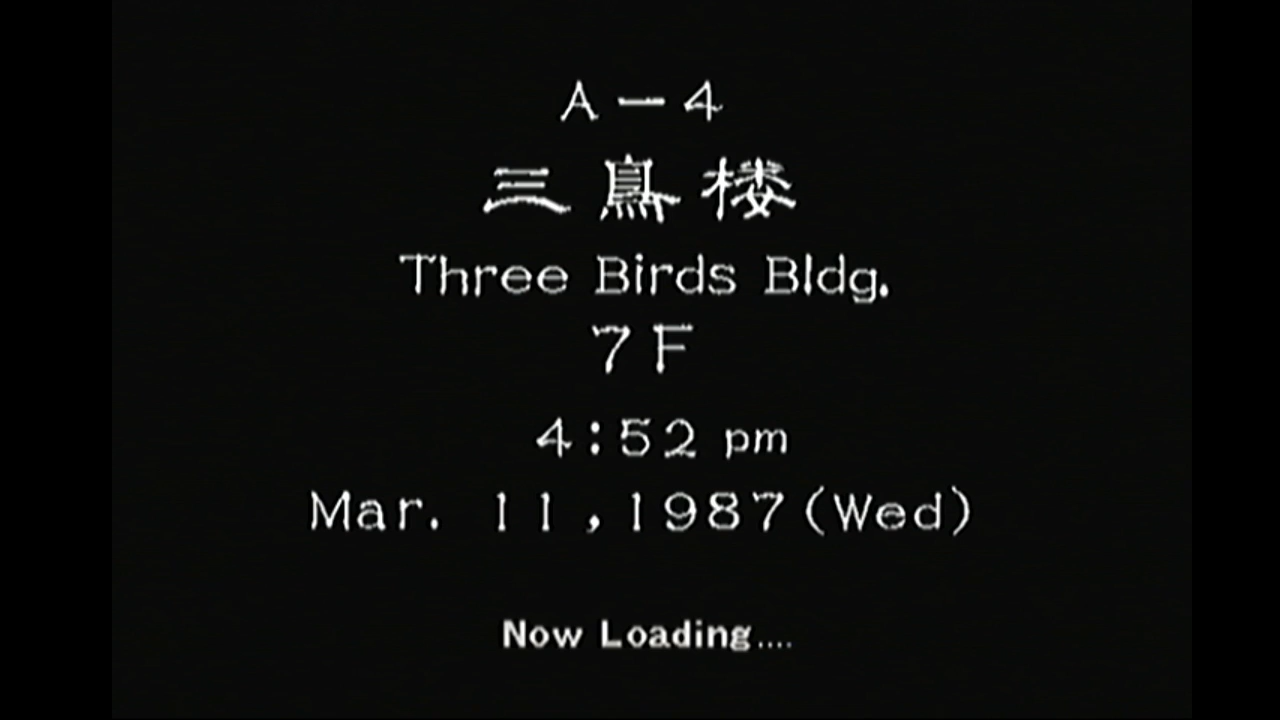 A－4
三鳥楼
Three Birds Bldg.
7F
4:52 pm
Mar. 11,1987(Wed)
Now Loading....